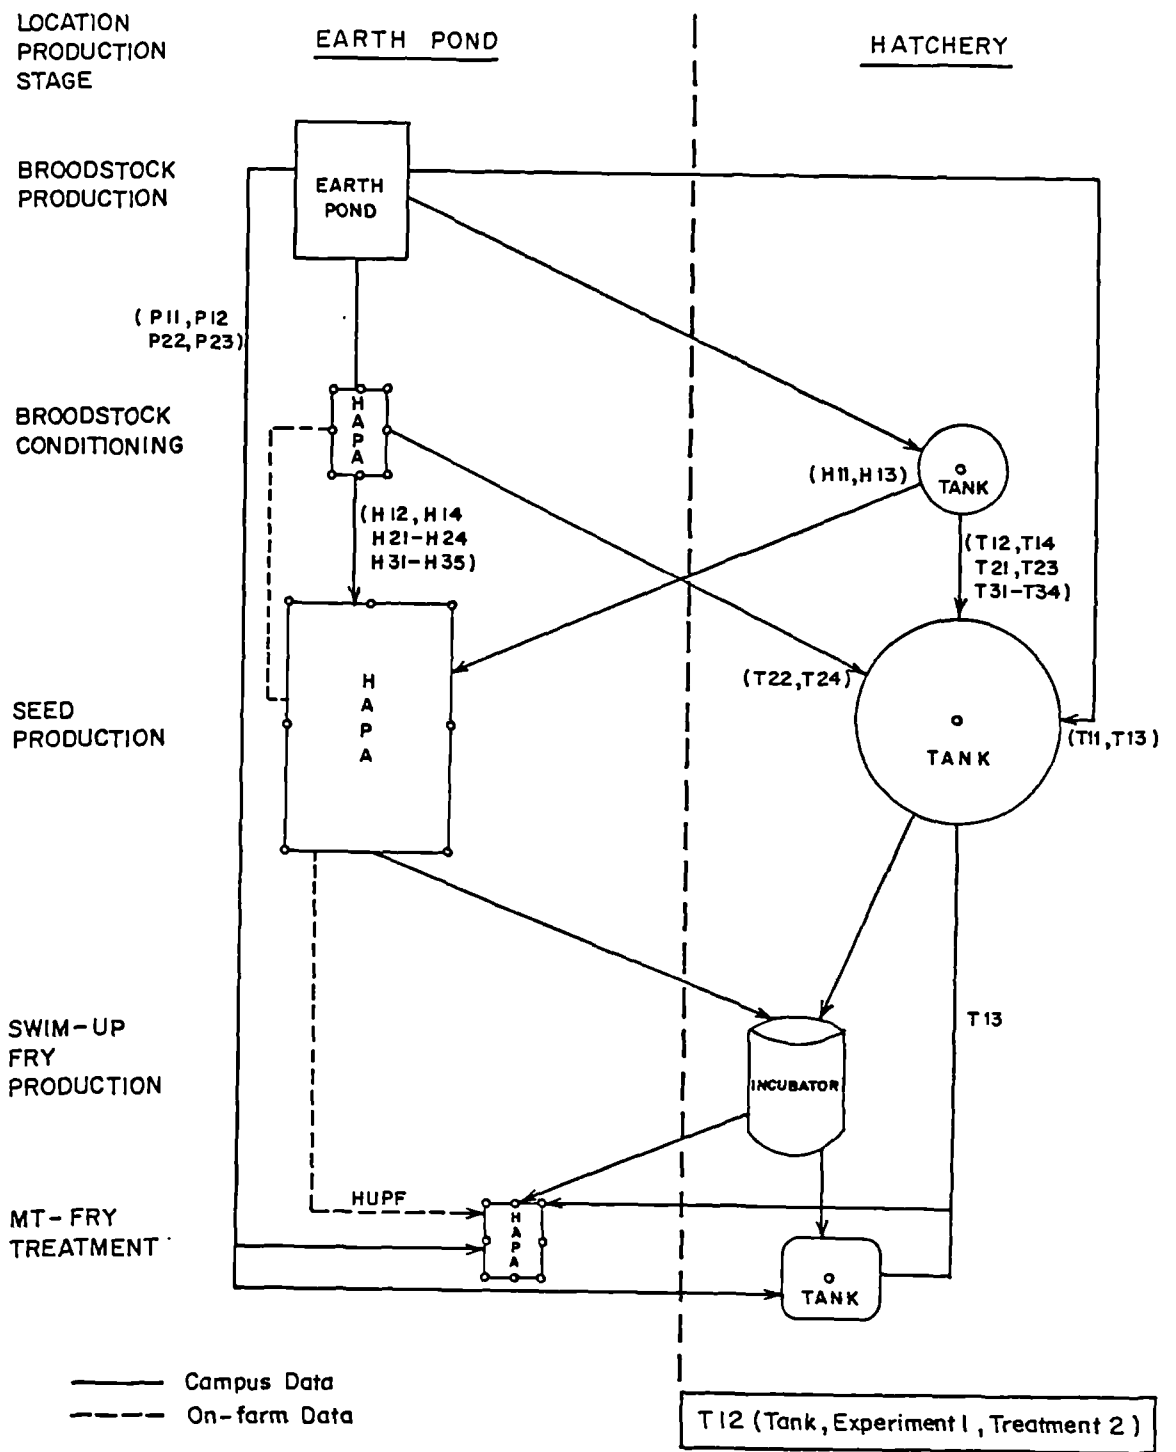 LOCATION
PRODUCTION
STAGE
EARTH POND
HATCHERY
BROODSTOCK
PRODUCTION
EARTH
POND
(P11,P12
P22,P23)
BROODSTOCK
CONDITIONING
HAPA
(H11,H13)
TANK
(H12,H14
H21-H24
H31-H35)
(T12,T14
T21,T23
T31-T34)
SEED
PRODUCTION
HAPA
(T22,T24)
TANK
(T11,T13)
SWIM-UP
FRY
PRODUCTION
INCUBATOR
T13
MT-FRY
TREATMENT
HUPF
HAPA
TANK
Campus Data
On-farm Data
T12 (Tank, Experiment 1, Treatment 2)